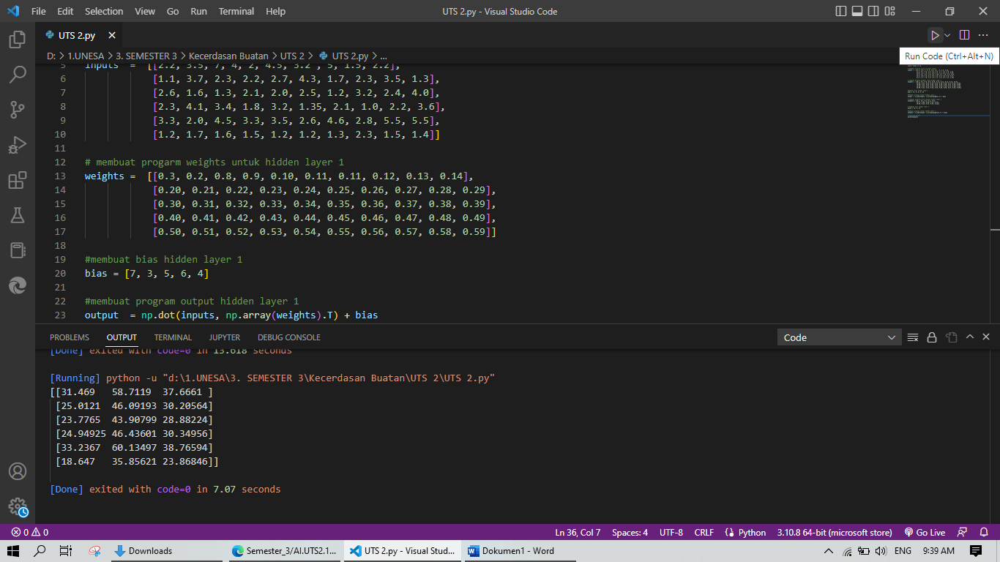 File Edit Selection View Go Run Terminal Help
UTS 2.py - Visual Studio Code
UTS 2.py
D: > 1.UNESA > 3. SEMESTER 3 > Kecerdasan Buatan > UTS 2 > UTS 2.py > ...
Run Code (Ctrl+Alt+N)
5 inputs = [[2.2, 3.5, 7, 4, 2, 4.5, 3.2 , 5, 1.5, 2.2],
6 [1.1, 3.7, 2.3, 2.2, 2.7, 4.3, 1.7, 2.3, 3.5, 1.3],
7 [2.6, 1.6, 1.3, 2.1, 2.0, 2.5, 1.2, 3.2, 2.4, 4.0],
8 [2.3, 4.1, 3.4, 1.8, 3.2, 1.35, 2.1, 1.0, 2.2, 3.6],
9 [3.3, 2.0, 4.5, 3.3, 3.5, 2.6, 4.6, 2.8, 5.5, 5.5],
10 [1.2, 1.7, 1.6, 1.5, 1.2, 1.2, 1.3, 2.3, 1.5, 1.4]]
11
12 # membuat progarm weights untuk hidden layer 1
13 weights = [[0.3, 0.2, 0.8, 0.9, 0.10, 0.11, 0.11, 0.12, 0.13, 0.14],
14 [0.20, 0.21, 0.22, 0.23, 0.24, 0.25, 0.26, 0.27, 0.28, 0.29],
15 [0.30, 0.31, 0.32, 0.33, 0.34, 0.35, 0.36, 0.37, 0.38, 0.39],
16 [0.40, 0.41, 0.42, 0.43, 0.44, 0.45, 0.46, 0.47, 0.48, 0.49],
17 [0.50, 0.51, 0.52, 0.53, 0.54, 0.55, 0.56, 0.57, 0.58, 0.59]]
18
19 #membuat bias hidden layer 1
20 bias = [7, 3, 5, 6, 4]
21
22 #membuat program output hidden layer 1
23 output = np.dot(inputs, np.array(weights).T) + bias
PROBLEMS OUTPUT TERMINAL JUPYTER DEBUG CONSOLE
Code
[Done] exited with code=0 in 13.618 seconds
[Running] python -u "d:\1.UNESA\3. SEMESTER 3\Kecerdasan Buatan\UTS 2\UTS 2.py"
[[31.469 58.7119 37.6661 ]
[25.0121 46.09193 30.20564]
[23.7765 43.90799 28.88224]
[24.94925 46.43601 30.34956]
[33.2367 60.13497 38.76594]
[18.647 35.85621 23.86846]]
[Done] exited with code=0 in 7.07 seconds
0 0
Ln 36, Col 7 Spaces: 4 UTF-8 CRLF Python 3.10.8 64-bit (microsoft store) Go Live
Downloads
Semester_3/AI.UTS2.1...
UTS 2.py - Visual Stud...
Dokumen1 - Word
ENG 9:39 AM